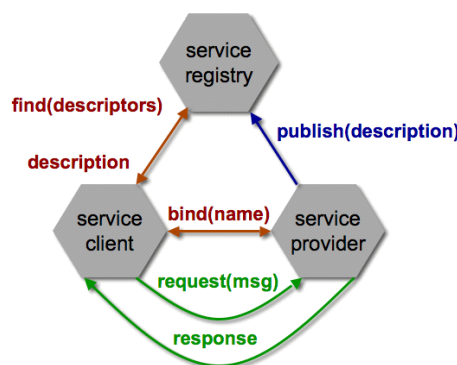 service
registry
find(descriptors)
publish(description)
description
service
client
bind(name)
service
provider
request(msg)
response